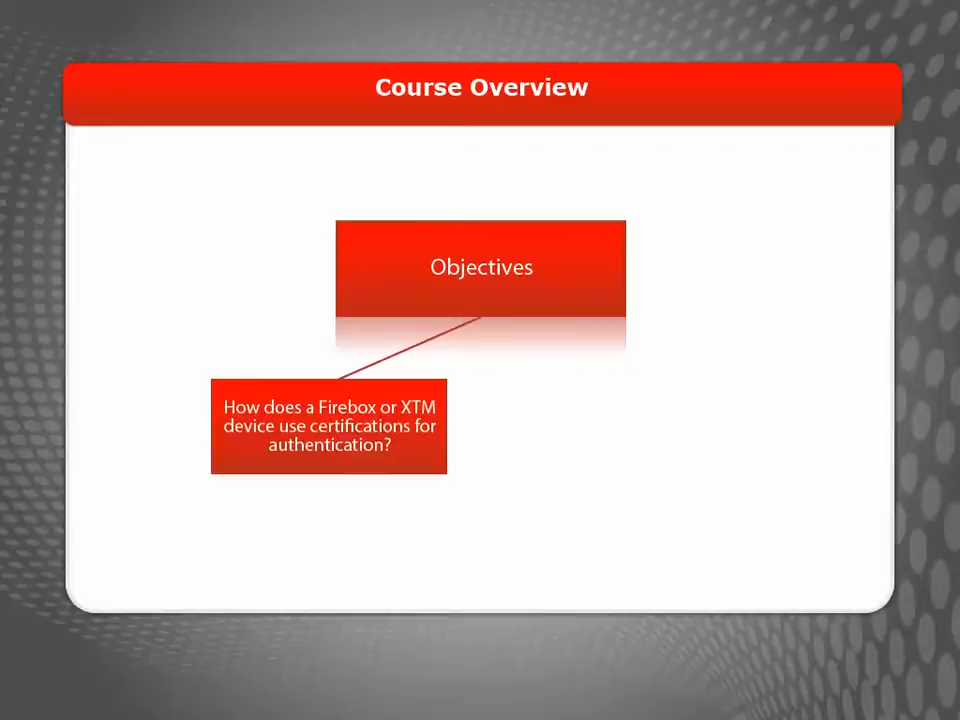 Course Overview
Objectives
How does a Firebox or XTM
device use certifications for
authentication?